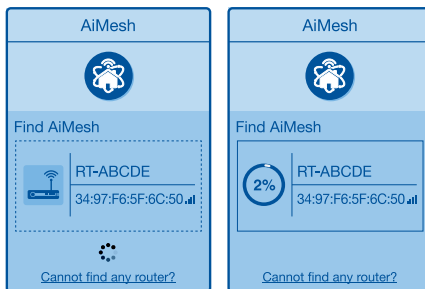 AiMesh
Find AiMesh
RT-ABCDE
34:97:F6:5F:6C:50
Cannot find any router?
AiMesh
Find AiMesh
2%
RT-ABCDE
34:97:F6:5F:6C:50
Cannot find any router?